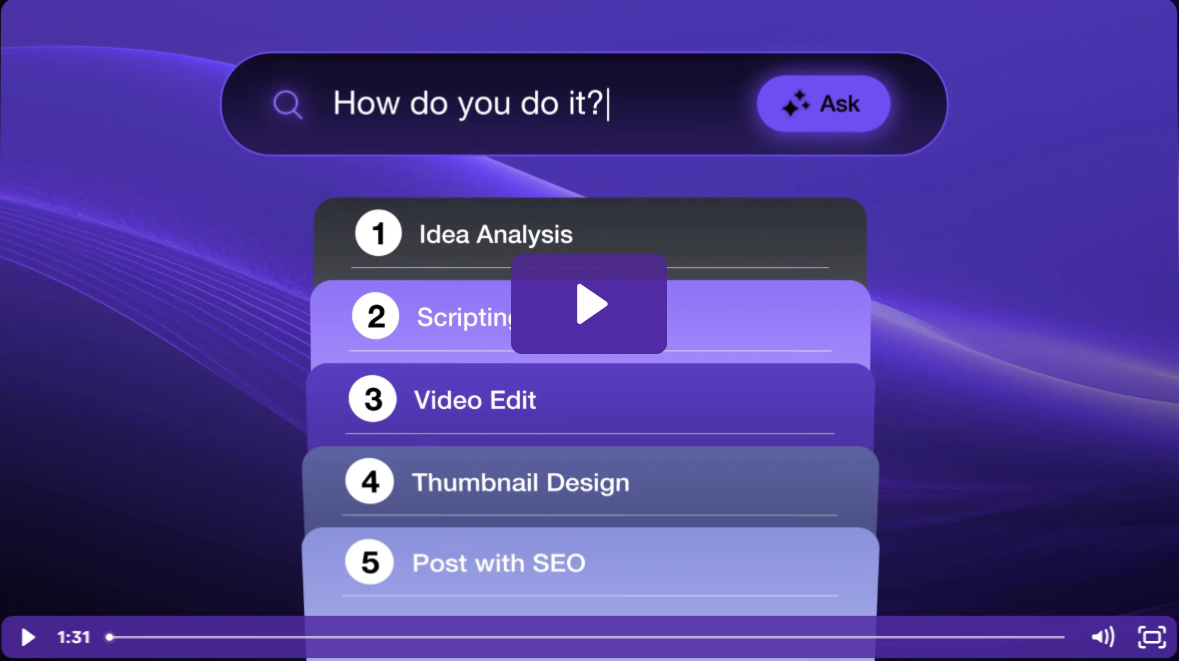 How do you do it?
Ask
1 Idea Analysis
2 Scripting
3 Video Edit
4 Thumbnail Design
5 Post with SEO
1:31